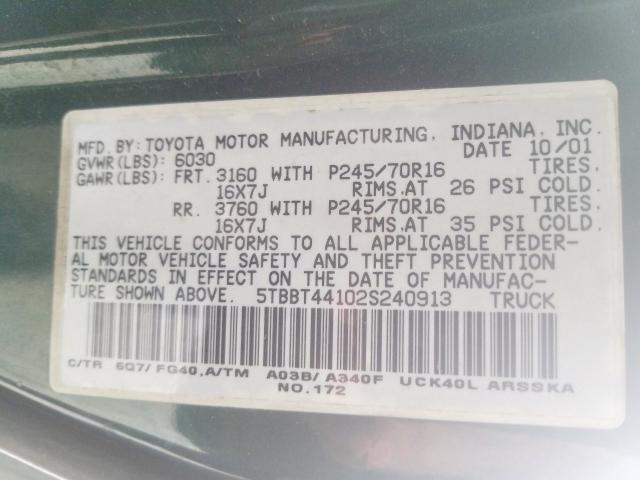 MFD. BY: TOYOTA MOTOR MANUFACTURING, INDIANA, INC.
GVWR(LBS): 6030 DATE 10/01
GAWR(LBS): FRT. 3160 WITH P245/70R16 TIRES,
16X7J RIMS,AT 26 PSI COLD.
RR. 3760 WITH P245/70R16 TIRES,
16X7J RIMS,AT 35 PSI COLD.
THIS VEHICLE CONFORMS TO ALL APPLICABLE FEDER-
AL MOTOR VEHICLE SAFETY AND THEFT PREVENTION
STANDARDS IN EFFECT ON THE DATE OF MANUFAC-
TURE SHOWN ABOVE. 5TBBT44102S240913 TRUCK
C/TR 6Q7/ FG40,A/TM A03B/ A340F UCK40L ARSSKA
NO.172